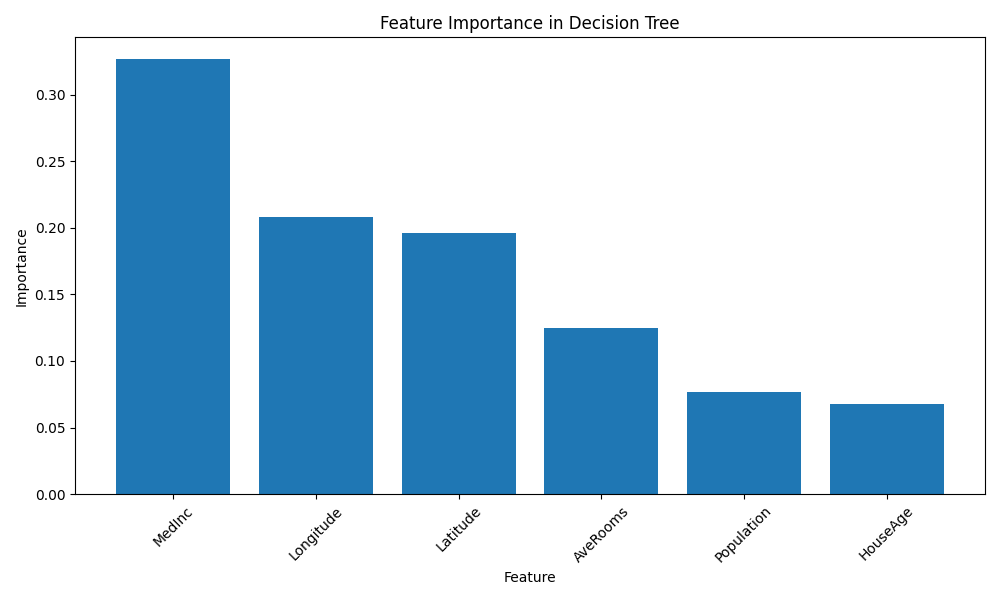 Feature Importance in Decision Tree
Importance
0.30
0.25
0.20
0.15
0.10
0.05
0.00
MedInc
Longitude
Latitude
AveRooms
Population
HouseAge
Feature